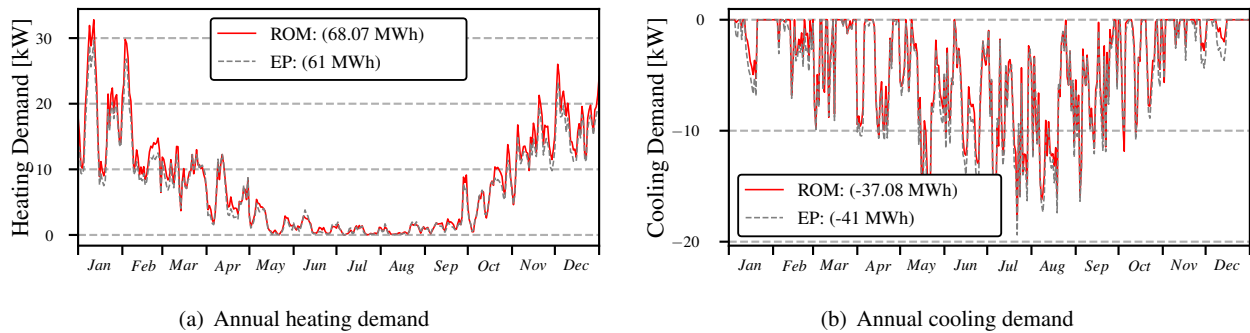 Heating Demand [kW]
30
20
10
0
ROM: (68.07 MWh)
EP: (61 MWh)
Jan Feb Mar Apr May Jun Jul Aug Sep Oct Nov Dec
(a) Annual heating demand
Cooling Demand [kW]
0
−10
−20
ROM: (-37.08 MWh)
EP: (-41 MWh)
Jan Feb Mar Apr May Jun Jul Aug Sep Oct Nov Dec
(b) Annual cooling demand